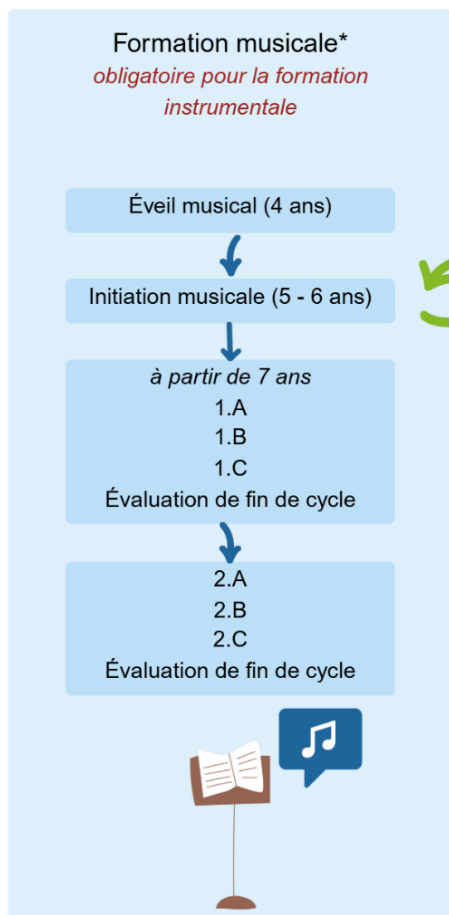 Formation musicale*
obligatoire pour la formation
instrumentale
Éveil musical (4 ans)
Initiation musicale (5 - 6 ans)
à partir de 7 ans
1.A
1.B
1.C
Évaluation de fin de cycle
2.A
2.B
2.C
Évaluation de fin de cycle